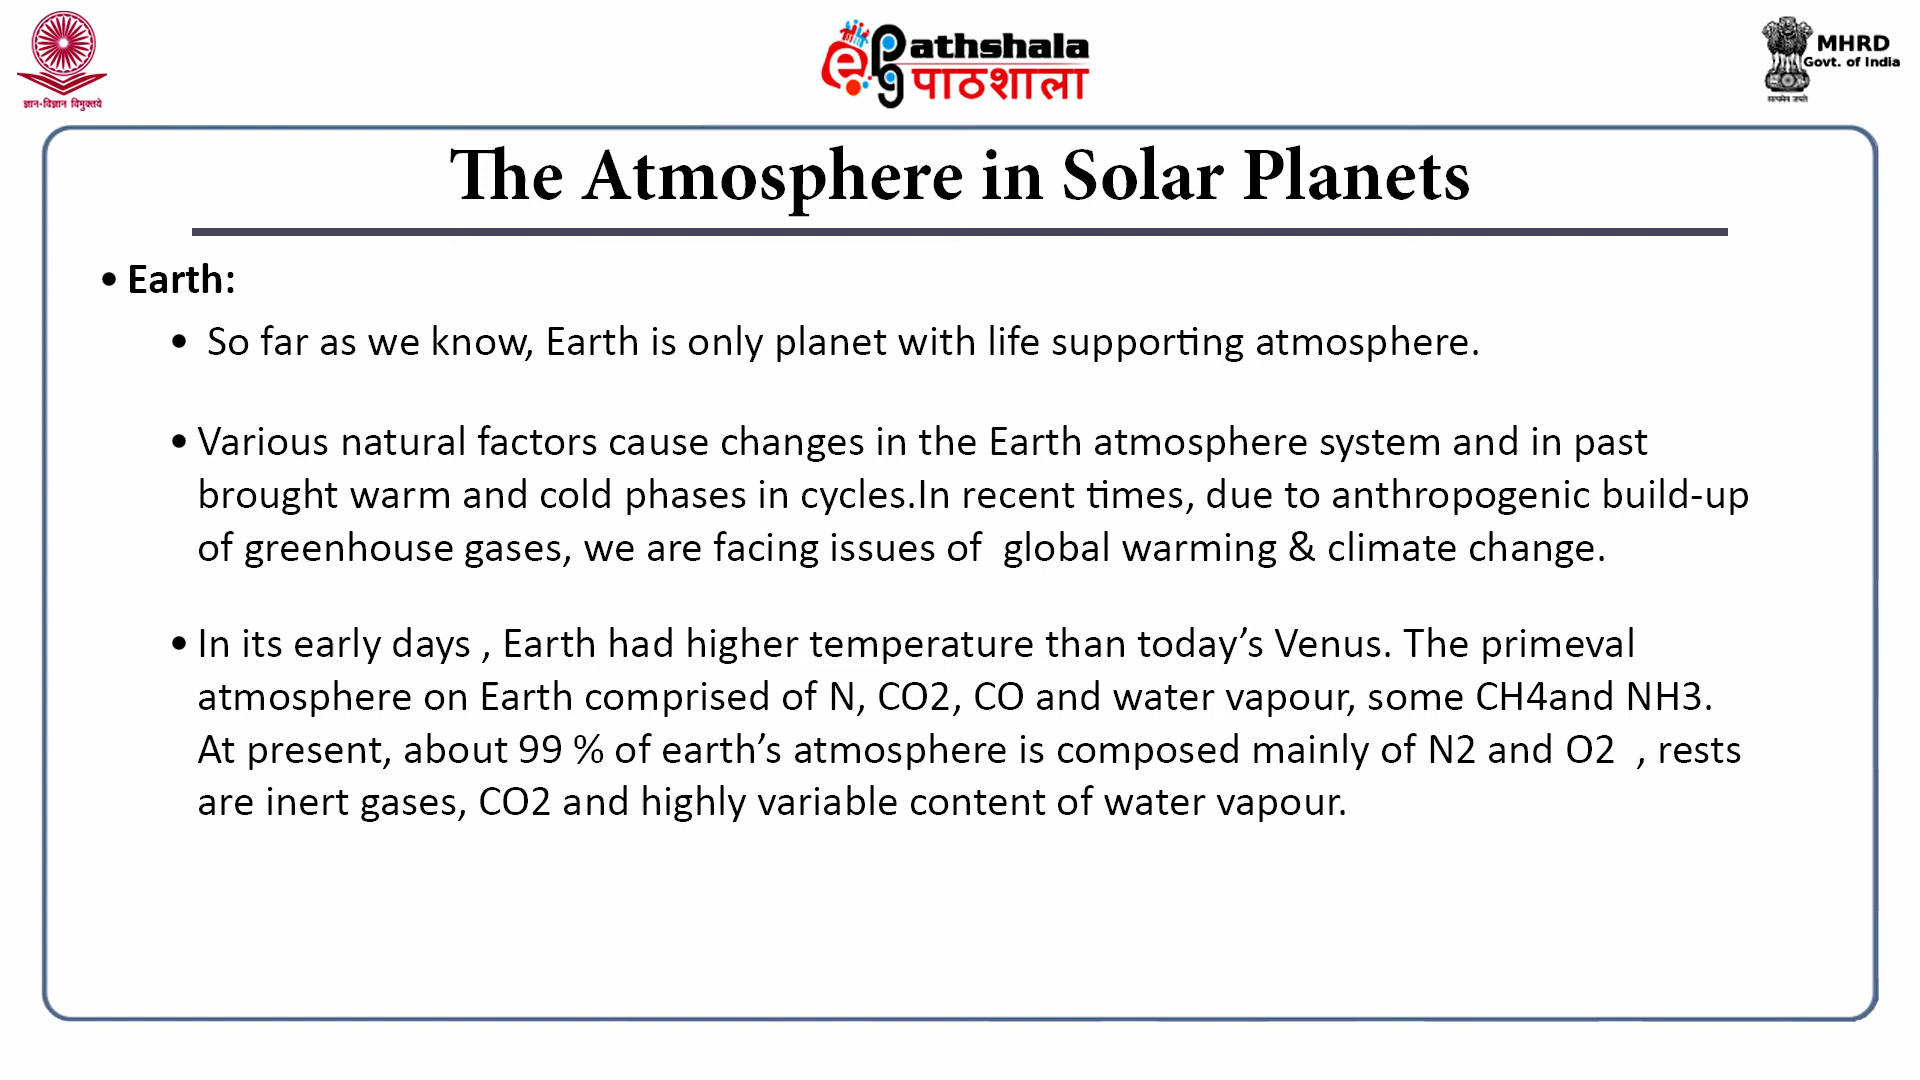 ज्ञान-विज्ञान विमुक्तये
ePG Pathshala
पाठशाला
MHRD
Govt. of India
सत्यमेव जयते
The Atmosphere in Solar Planets
• Earth:
• So far as we know, Earth is only planet with life supporting atmosphere.
• Various natural factors cause changes in the Earth atmosphere system and in past
brought warm and cold phases in cycles.In recent times, due to anthropogenic build-up
of greenhouse gases, we are facing issues of  global warming & climate change.
• In its early days , Earth had higher temperature than today’s Venus. The primeval
atmosphere on Earth comprised of N, CO2, CO and water vapour, some CH4and NH3.
At present, about 99 % of earth’s atmosphere is composed mainly of N2 and O2  , rests
are inert gases, CO2 and highly variable content of water vapour.